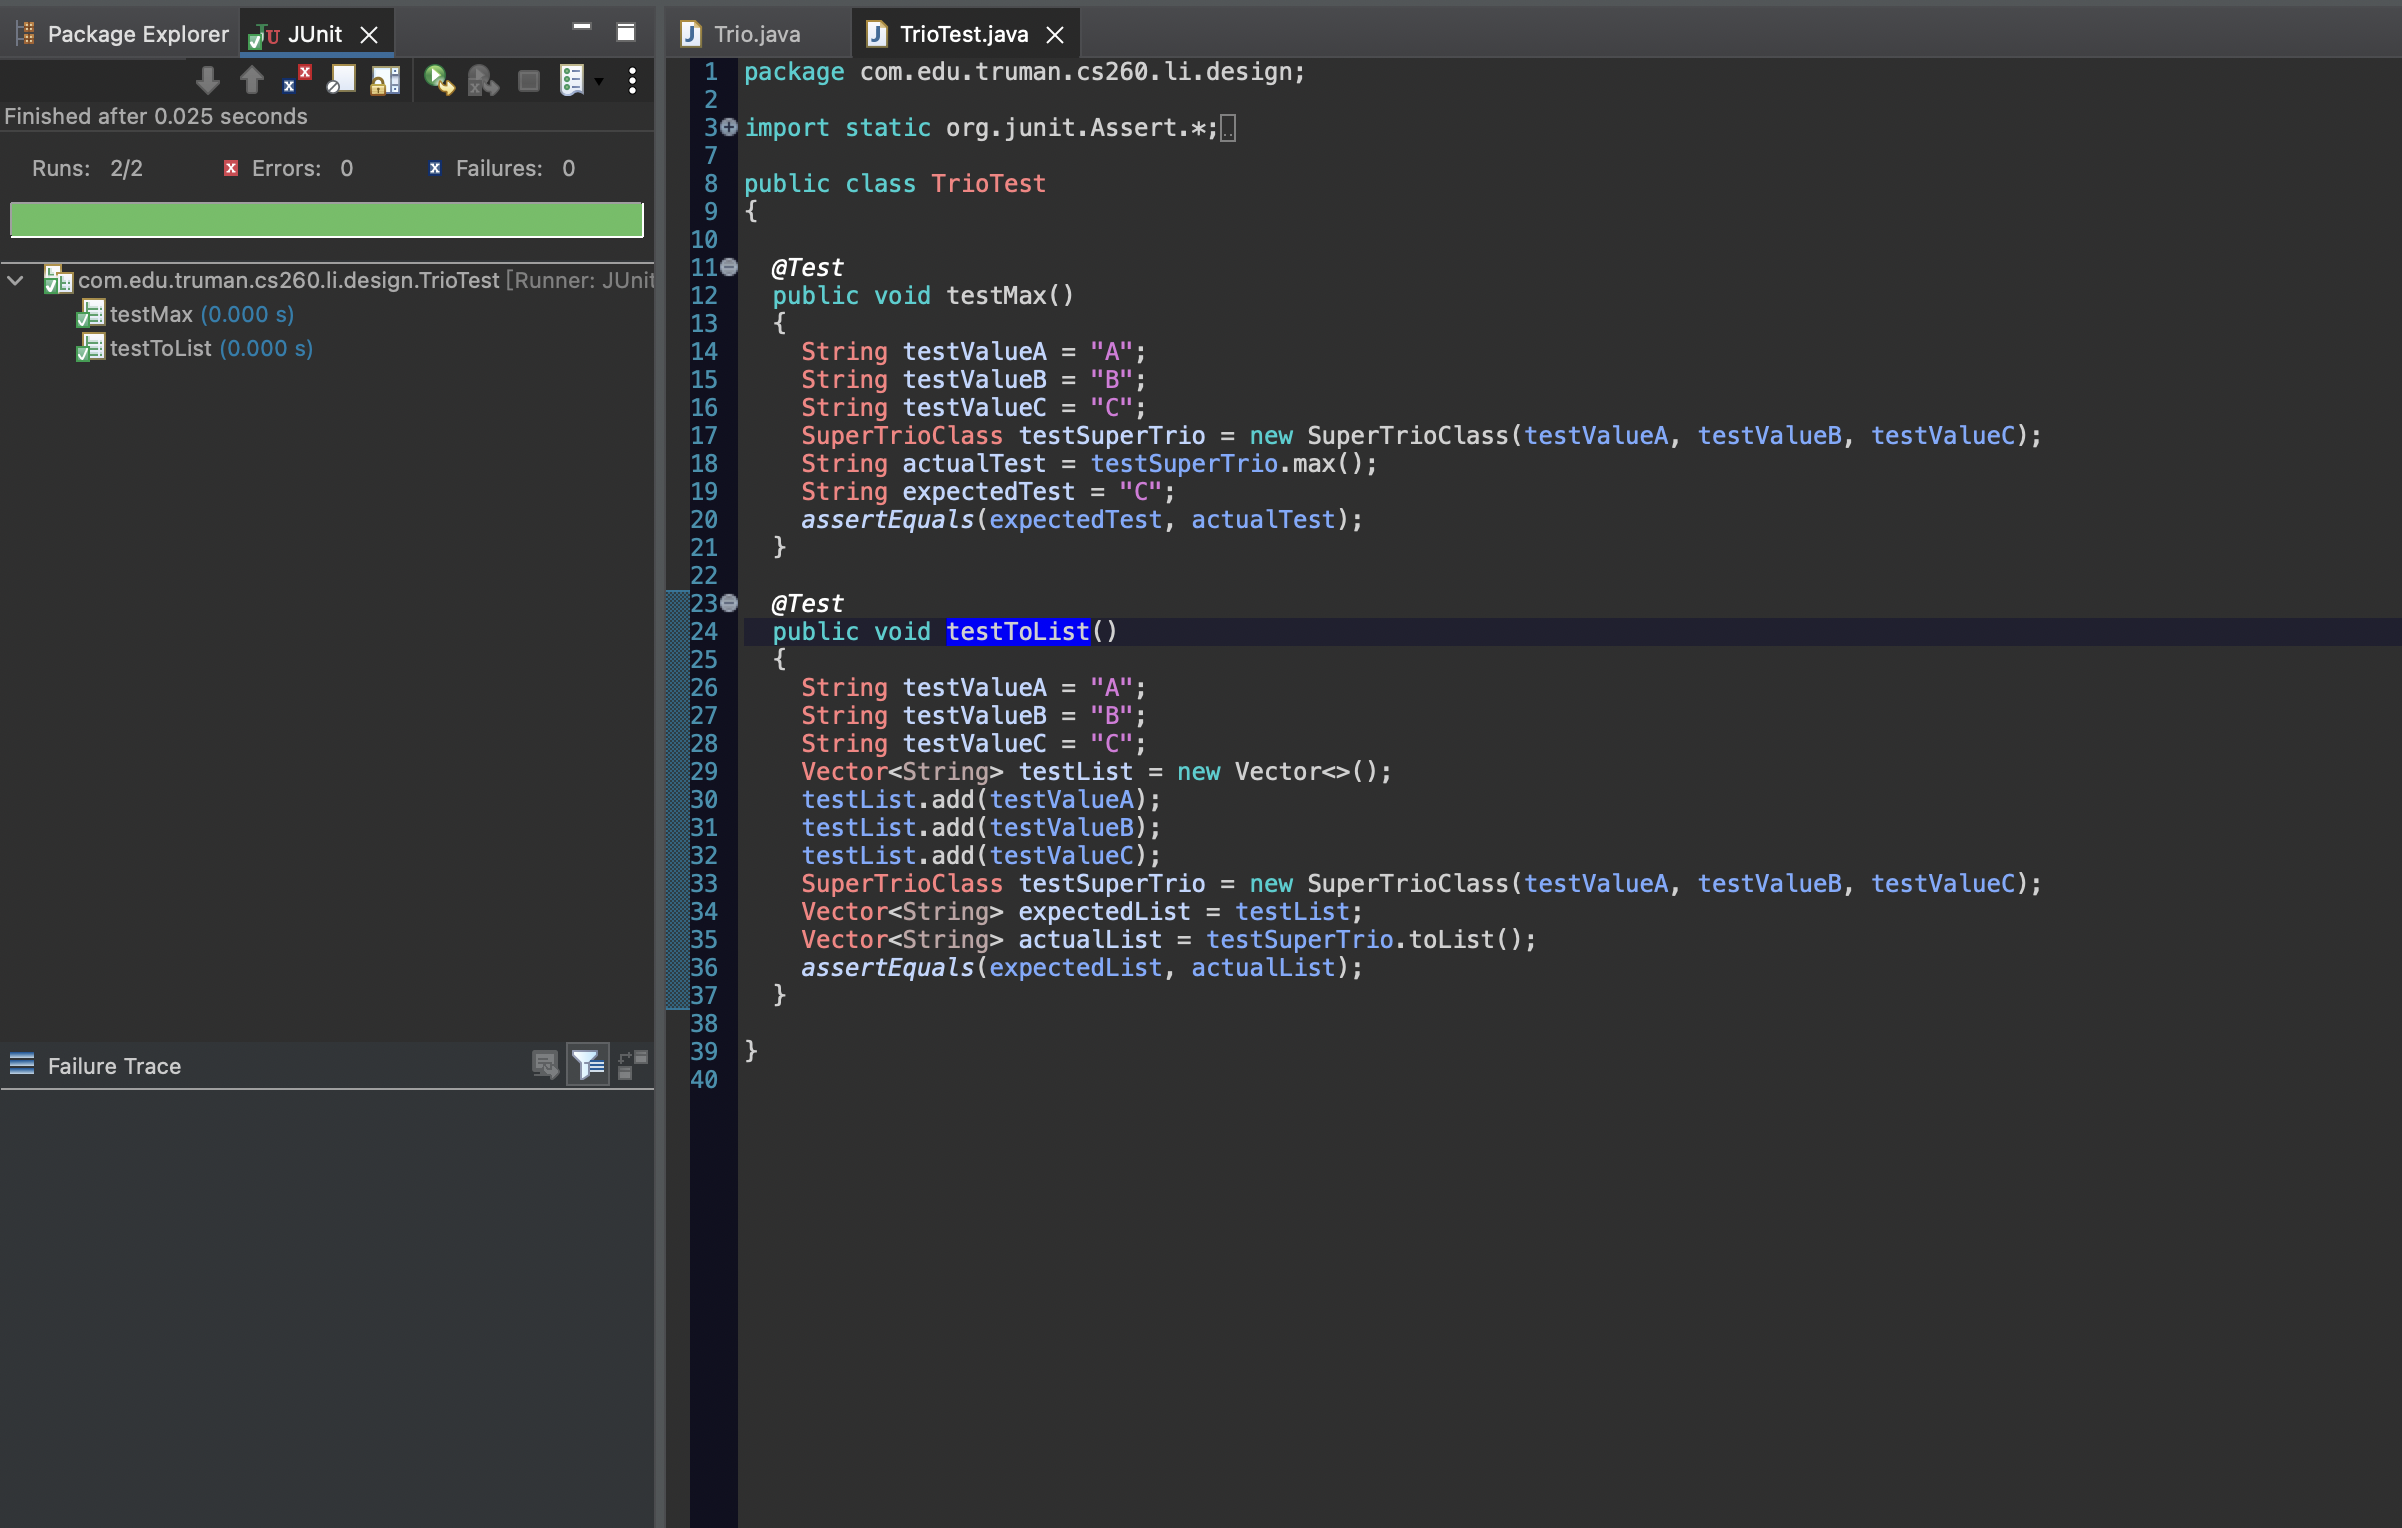 Package Explorer
JUnit
Finished after 0.025 seconds
Runs: 2/2 Errors: 0 Failures: 0
com.edu.truman.cs260.li.design.TrioTest [Runner: JUnit
testMax (0.000 s)
testToList (0.000 s)
Failure Trace
Trio.java
TrioTest.java
1 package com.edu.truman.cs260.li.design;
2
3 import static org.junit.Assert.*;
7
8 public class TrioTest
9 {
10
11 @Test
12 public void testMax()
13 {
14 String testValueA = "A";
15 String testValueB = "B";
16 String testValueC = "C";
17 SuperTrioClass testSuperTrio = new SuperTrioClass(testValueA, testValueB, testValueC);
18 String actualTest = testSuperTrio.max();
19 String expectedTest = "C";
20 assertEquals(expectedTest, actualTest);
21 }
22
23 @Test
24 public void testToList()
25 {
26 String testValueA = "A";
27 String testValueB = "B";
28 String testValueC = "C";
29 Vector<String> testList = new Vector<>();
30 testList.add(testValueA);
31 testList.add(testValueB);
32 testList.add(testValueC);
33 SuperTrioClass testSuperTrio = new SuperTrioClass(testValueA, testValueB, testValueC);
34 Vector<String> expectedList = testList;
35 Vector<String> actualList = testSuperTrio.toList();
36 assertEquals(expectedList, actualList);
37 }
38
39 }
40